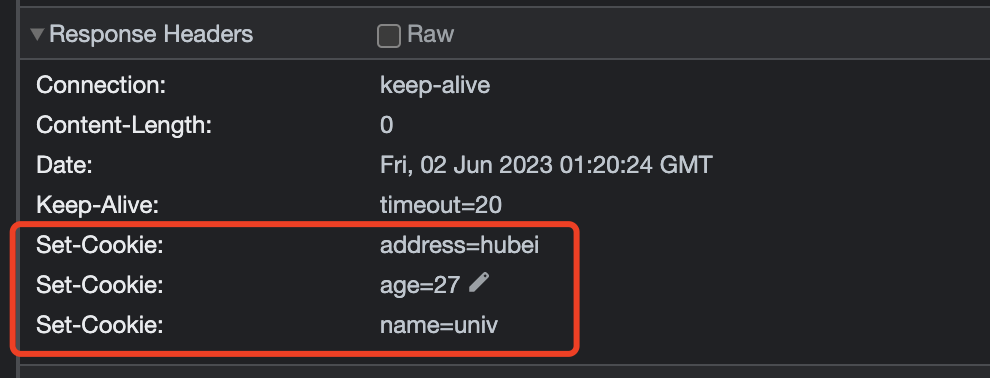 Response Headers Raw
Connection: keep-alive
Content-Length: 0
Date: Fri, 02 Jun 2023 01:20:24 GMT
Keep-Alive: timeout=20
Set-Cookie: address=hubei
Set-Cookie: age=27
Set-Cookie: name=univ